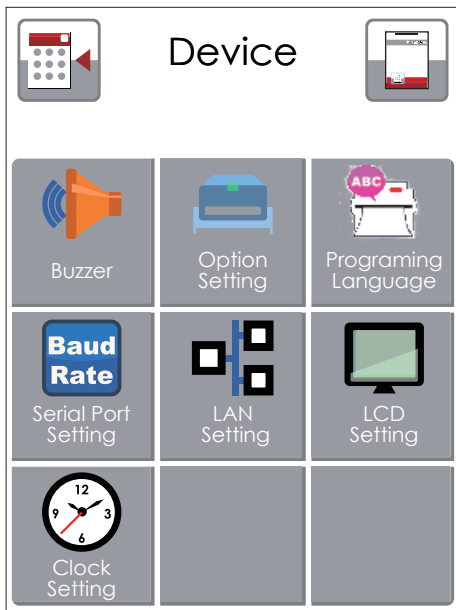 Device
Buzzer
Option
Setting
Programing
Language
ABC
Baud
Rate
Serial Port
Setting
LAN
Setting
LCD
Setting
12
9
3
6
Clock
Setting